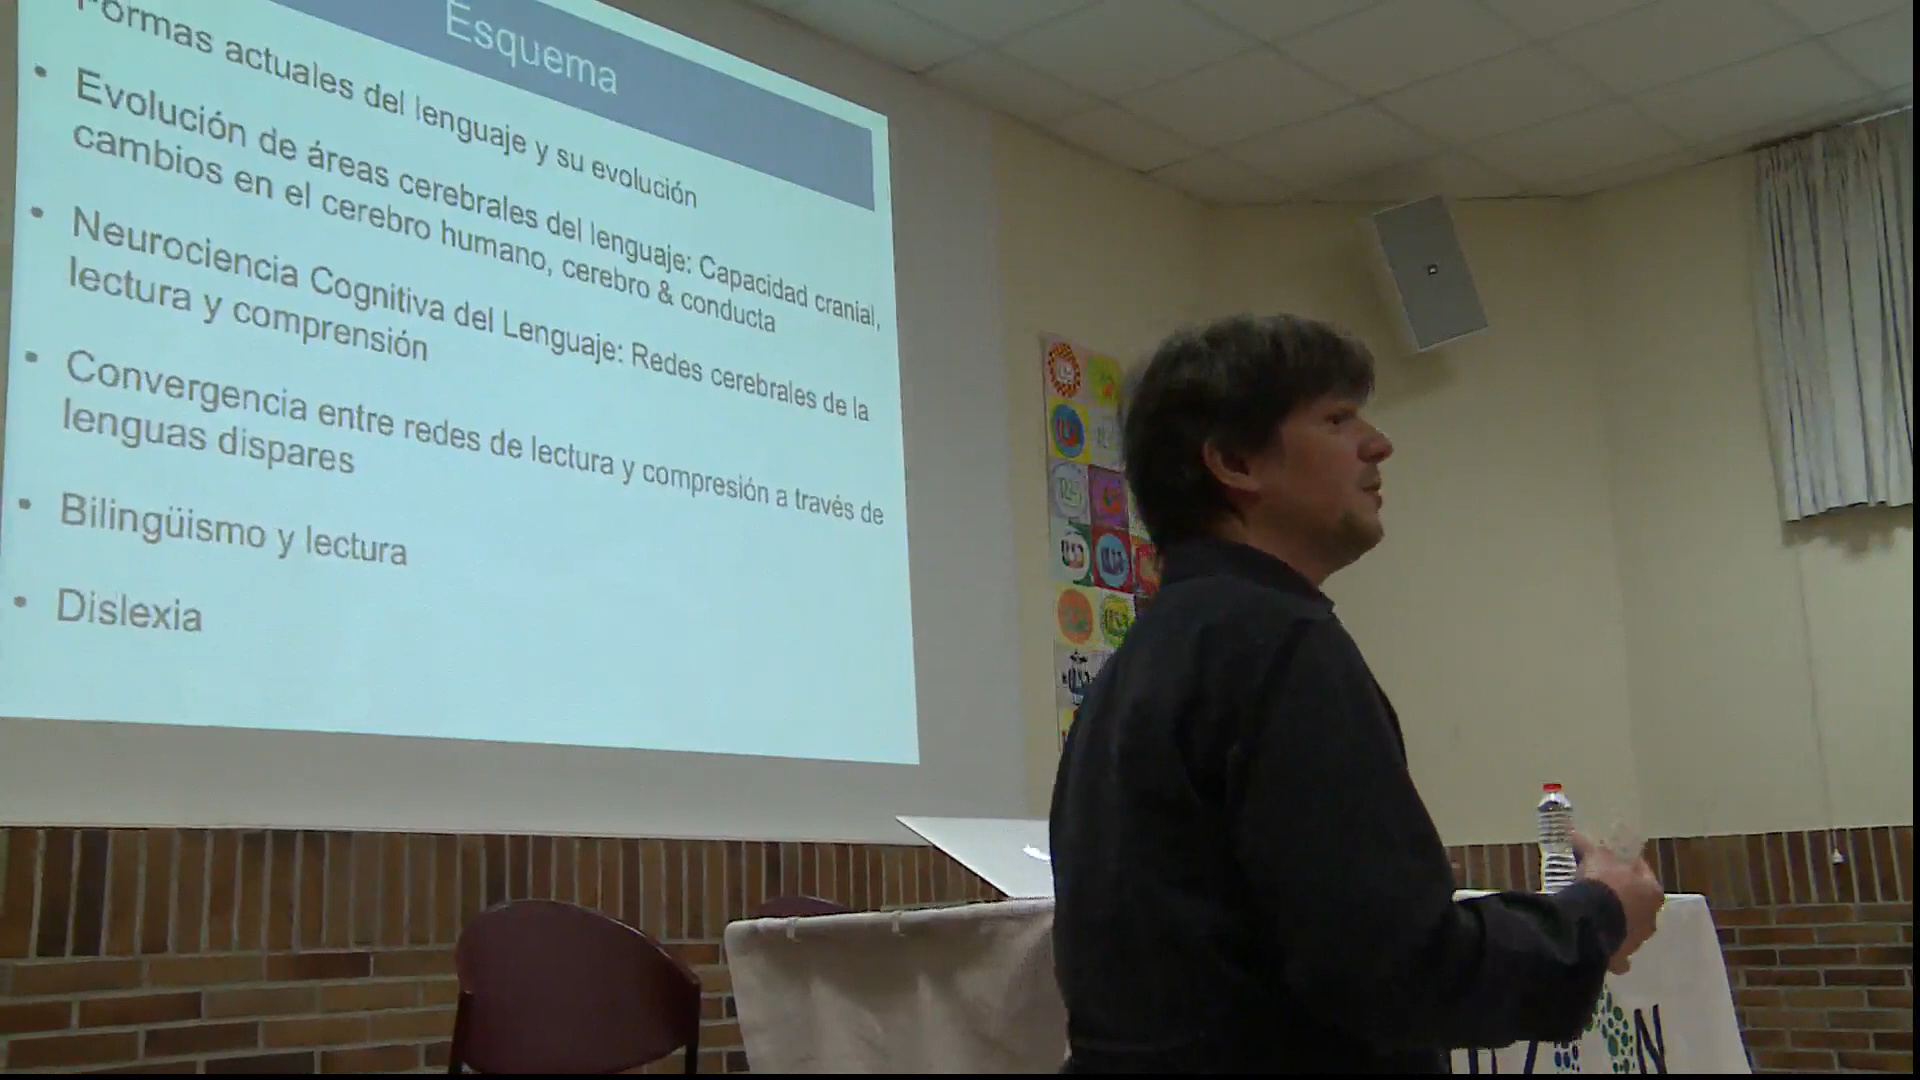 Esquema
Formas actuales del lenguaje y su evolución
• Evolución de áreas cerebrales del lenguaje: Capacidad cranial,
cambios en el cerebro humano, cerebro & conducta
• Neurociencia Cognitiva del Lenguaje: Redes cerebrales de la
lectura y comprensión
• Convergencia entre redes de lectura y compresión a través de
lenguas dispares
• Bilingüismo y lectura
• Dislexia